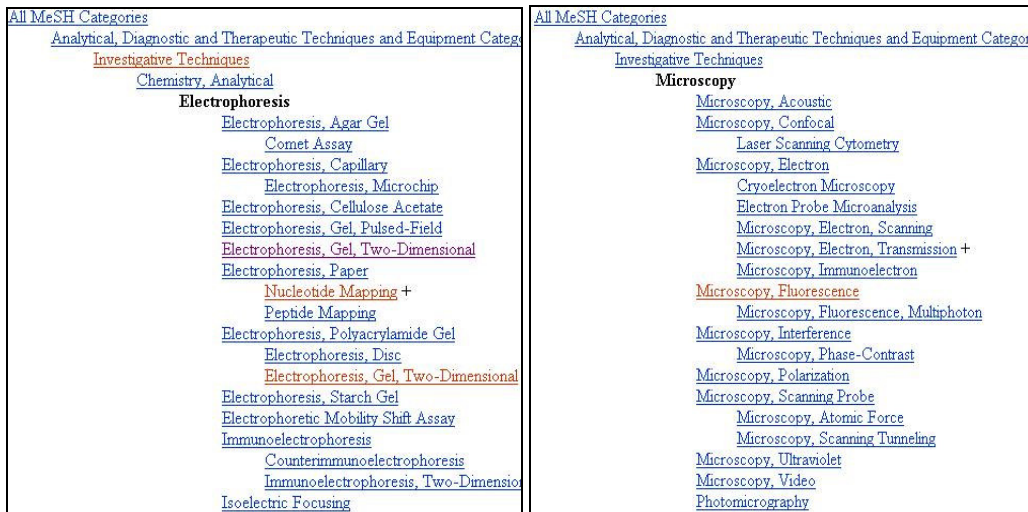 All MeSH Categories
Analytical, Diagnostic and Therapeutic Techniques and Equipment
Investigative Techniques
Chemistry, Analytical
Electrophoresis
Electrophoresis, Agar Gel
Comet Assay
Electrophoresis, Capillary
Electrophoresis, Microchip
Electrophoresis, Cellulose Acetate
Electrophoresis, Gel, Pulsed-Field
Electrophoresis, Gel, Two-Dimensional
Electrophoresis, Paper
Nucleotide Mapping +
Peptide Mapping
Electrophoresis, Polyacrylamide Gel
Electrophoresis, Disc
Electrophoresis, Gel, Two-Dimensional
Electrophoresis, Starch Gel
Electrophoretic Mobility Shift Assay
Immunoelectrophoresis
Counterimmunoelectrophoresis
Immunoelectrophoresis,
Isoelectric Focusing
All MeSH Categories
Analytical, Diagnostic and Therapeutic Techniques and Equipment
Investigative Techniques
Microscopy
Microscopy, Acoustic
Microscopy, Confocal
Laser Scanning Cytometry
Microscopy, Electron
Cryoelectron Microscopy
Electron Probe Microanalysis
Microscopy, Electron, Scanning
Microscopy, Electron, Transmission +
Microscopy, Immunoelectron
Microscopy, Fluorescence
Microscopy, Fluorescence, Multiphoton
Microscopy, Interference
Microscopy, Phase-Contrast
Microscopy, Polarization
Microscopy, Scanning Probe
Microscopy, Atomic Force
Microscopy, Scanning Tunneling
Microscopy, Ultraviolet
Microscopy, Video
Photomicrography